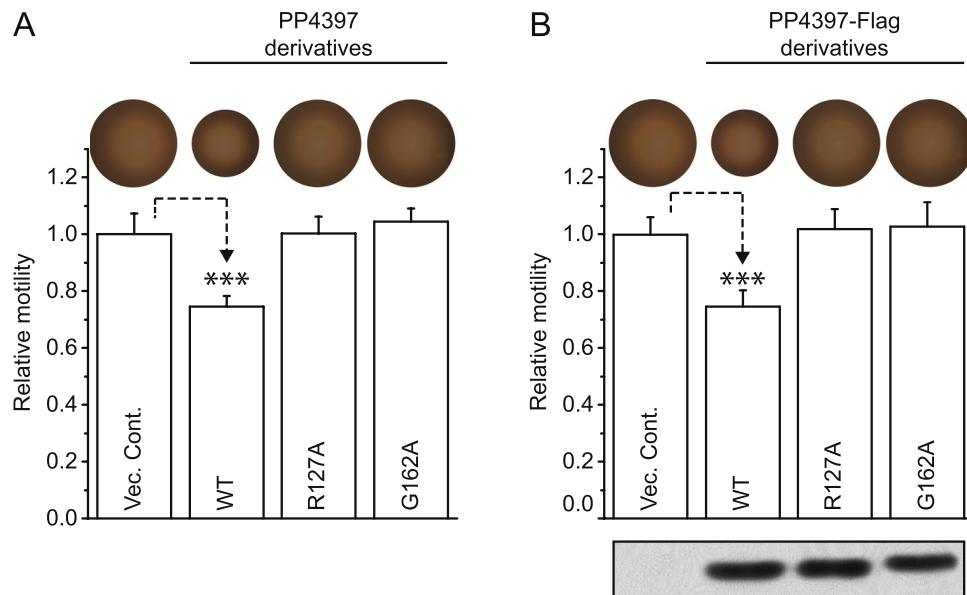 A
PP4397
derivatives
1.2
1.0
0.8
0.6
0.4
0.2
0.0
Relative motility
***
Vec. Cont.
WT
R127A
G162A
B
PP4397-Flag
derivatives
1.2
1.0
0.8
0.6
0.4
0.2
0.0
Relative motility
***
Vec. Cont.
WT
R127A
G162A